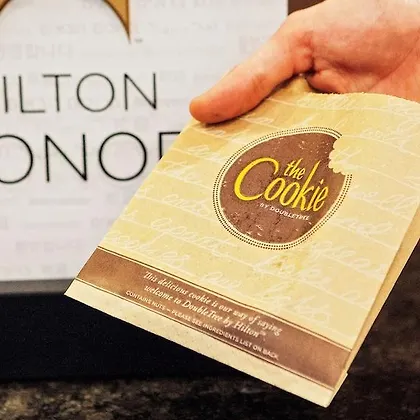 ILTON
ONOR
the
Cookie
BY DOUBLETREE
This delicious cookie is our way of saying
welcome to DoubleTree by Hilton™
CONTAINS NUTS — PLEASE SEE INGREDIENTS LIST ON BACK